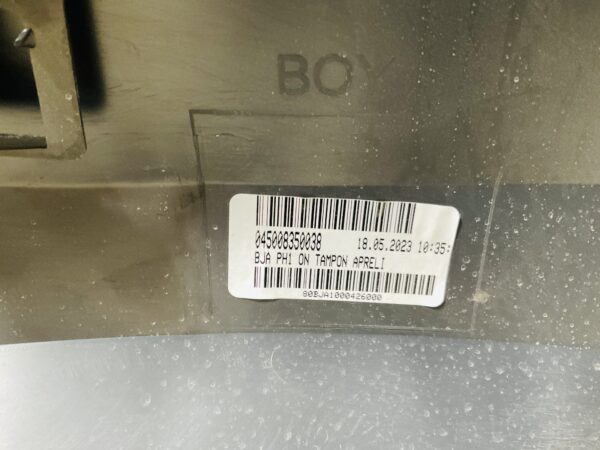 BOY
045008350038 18.05.2023 10:35:
BJA PH1 ON TAMPON APRELI
80BJA1000426000